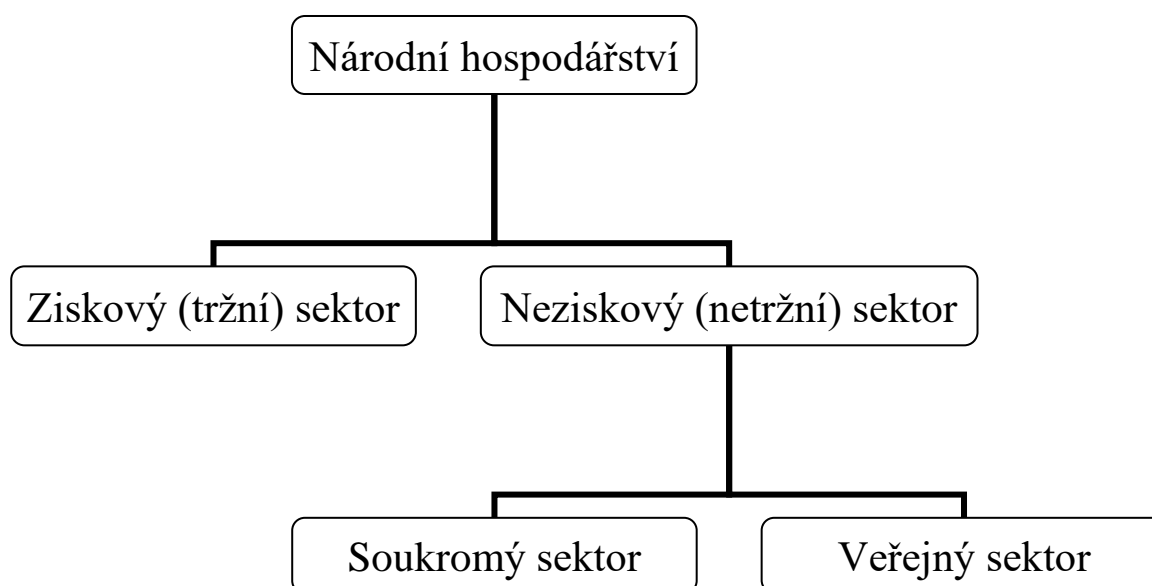 Národní hospodářství
Ziskový (tržní) sektor
Neziskový (netržní) sektor
Soukromý sektor
Veřejný sektor